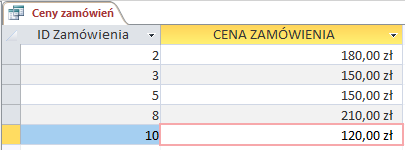 Ceny zamówień
ID Zamówienia CENA ZAMÓWIENIA
2 180,00 zł
3 150,00 zł
5 150,00 zł
8 210,00 zł
10 120,00 zł